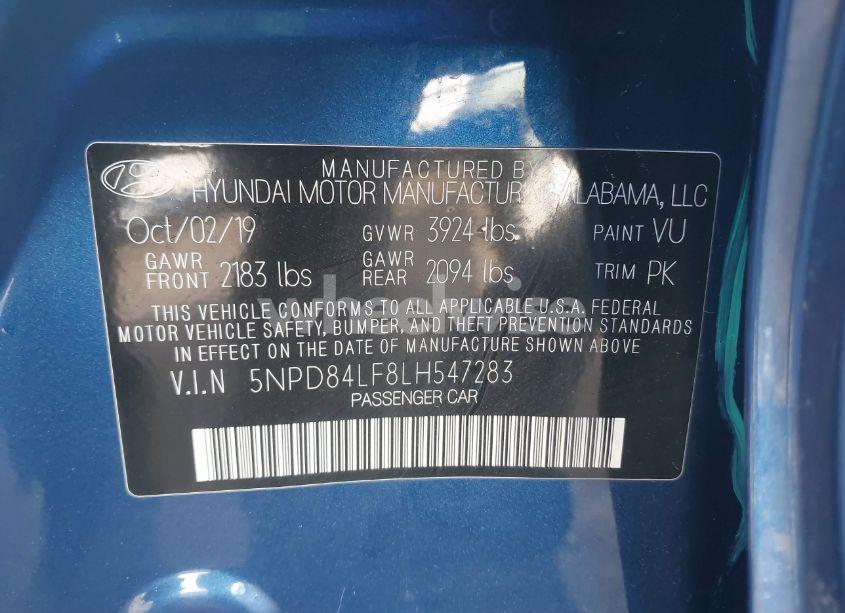 MANUFACTURED BY
HYUNDAI MOTOR MANUFACTURING ALABAMA, LLC
Oct/02/19 GVWR 3924 lbs. PAINT VU
GAWR FRONT 2183 lbs GAWR REAR 2094 lbs TRIM PK
THIS VEHICLE CONFORMS TO ALL APPLICABLE U.S.A. FEDERAL
MOTOR VEHICLE SAFETY, BUMPER, AND THEFT PREVENTION STANDARDS
IN EFFECT ON THE DATE OF MANUFACTURE SHOWN ABOVE
V.I.N 5NPD84LF8LH547283
PASSENGER CAR